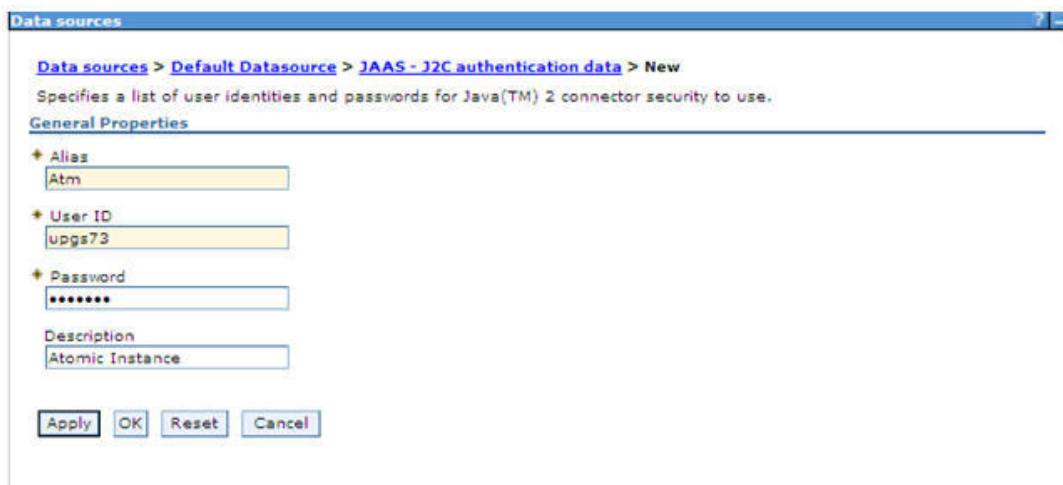 Data sources ? –
Data sources > Default Datasource > JAAS - J2C authentication data > New
Specifies a list of user identities and passwords for Java(TM) 2 connector security to use.
General Properties
Alias
Atm
User ID
upgs73
Password
•••••••
Description
Atomic Instance
Apply OK Reset Cancel